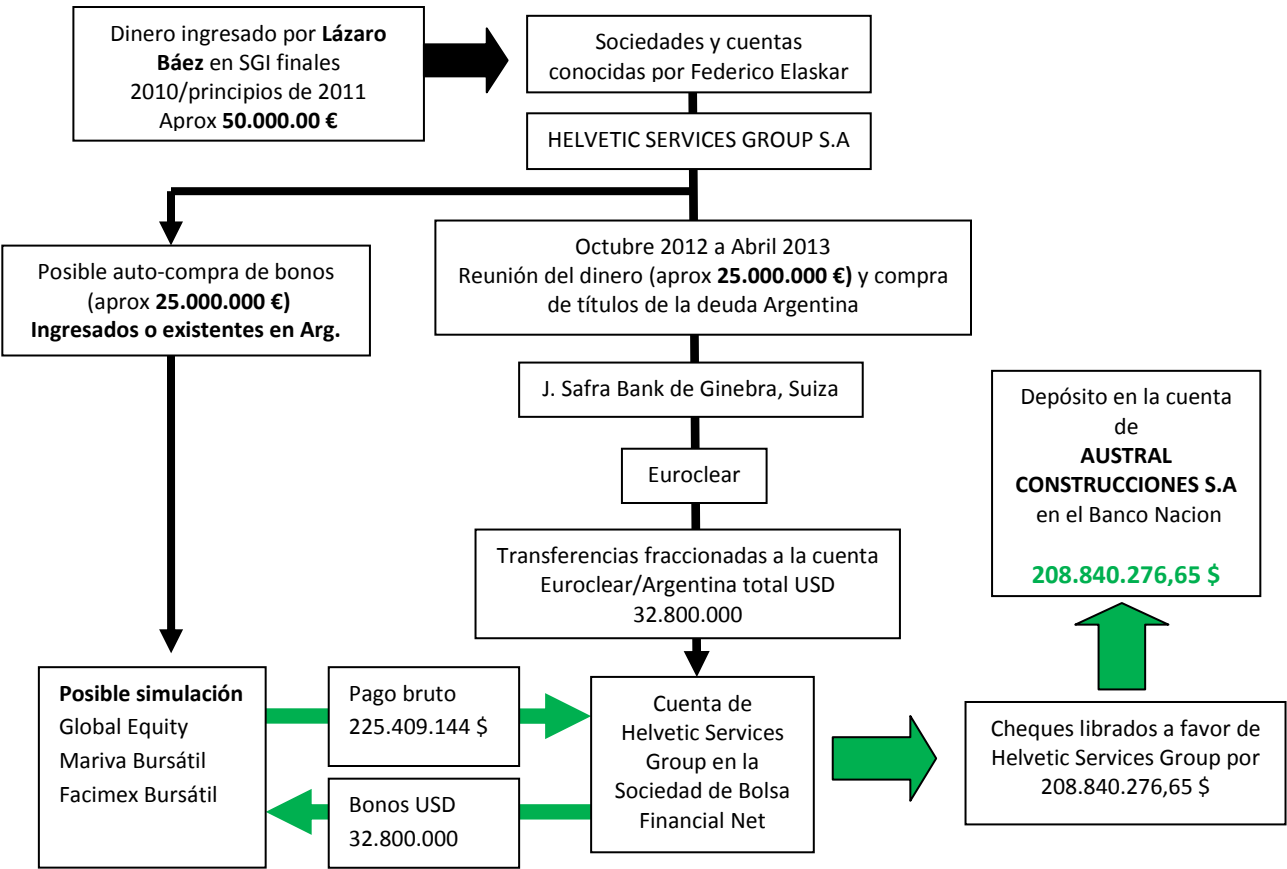 Dinero ingresado por Lázaro
Báez en SGI finales
2010/principios de 2011
Aprox 50.000.00 €
Sociedades y cuentas
conocidas por Federico Elaskar
HELVETIC SERVICES GROUP S.A
Posible auto-compra de bonos
(aprox 25.000.000 €)
Ingresados o existentes en Arg.
Octubre 2012 a Abril 2013
Reunión del dinero (aprox 25.000.000 €) y compra
de títulos de la deuda Argentina
J. Safra Bank de Ginebra, Suiza
Euroclear
Transferencias fraccionadas a la cuenta
Euroclear/Argentina total USD
32.800.000
Posible simulación
Global Equity
Mariva Bursátil
Facimex Bursátil
Pago bruto
225.409.144 $
Bonos USD
32.800.000
Cuenta de
Helvetic Services
Group en la
Sociedad de Bolsa
Financial Net
Cheques librados a favor de
Helvetic Services Group por
208.840.276,65 $
Depósito en la cuenta
de
AUSTRAL
CONSTRUCCIONES S.A
en el Banco Nacion
208.840.276,65 $